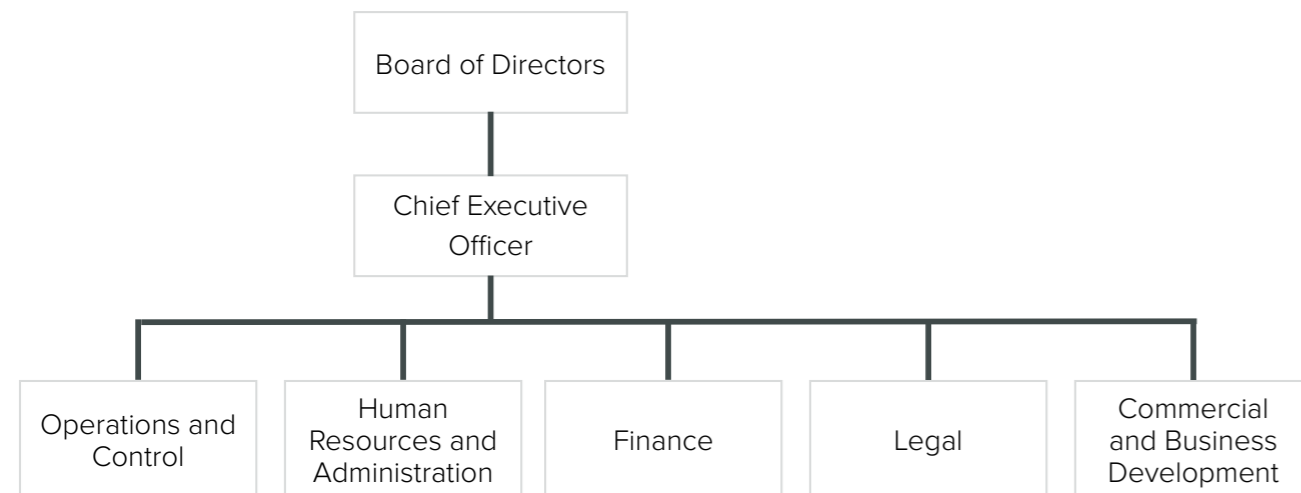 Board of Directors
Chief Executive
Officer
Operations and
Control
Human
Resources and
Administration
Finance
Legal
Commercial
and Business
Development